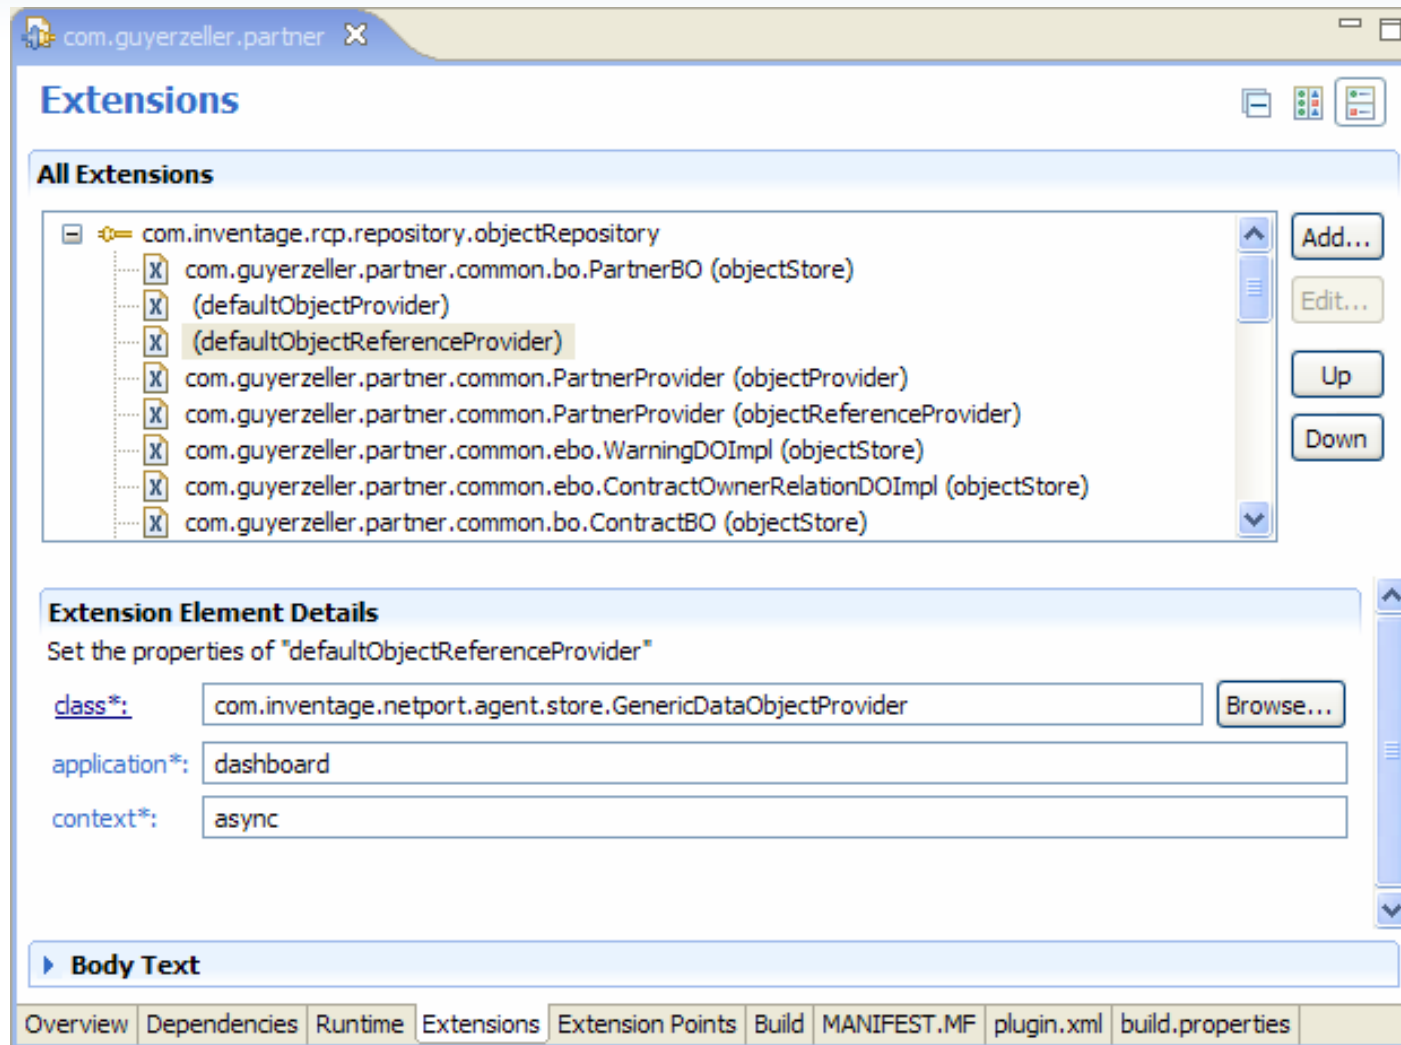 com.guyerzeller.partner
Extensions
All Extensions
com.inventage.rcp.repository.objectRepository
com.guyerzeller.partner.common.bo.PartnerBO (objectStore)
(defaultObjectProvider)
(defaultObjectReferenceProvider)
com.guyerzeller.partner.common.PartnerProvider (objectProvider)
com.guyerzeller.partner.common.PartnerProvider (objectReferenceProvider)
com.guyerzeller.partner.common.ebo.WarningDOImpl (objectStore)
com.guyerzeller.partner.common.ebo.ContractOwnerRelationDOImpl (objectStore)
com.guyerzeller.partner.common.bo.ContractBO (objectStore)
Add...
Edit...
Up
Down
Extension Element Details
Set the properties of "defaultObjectReferenceProvider"
class*: com.inventage.netport.agent.store.GenericDataObjectProvider Browse...
application*: dashboard
context*: async
Body Text
Overview Dependencies Runtime Extensions Extension Points Build MANIFEST.MF plugin.xml build.properties